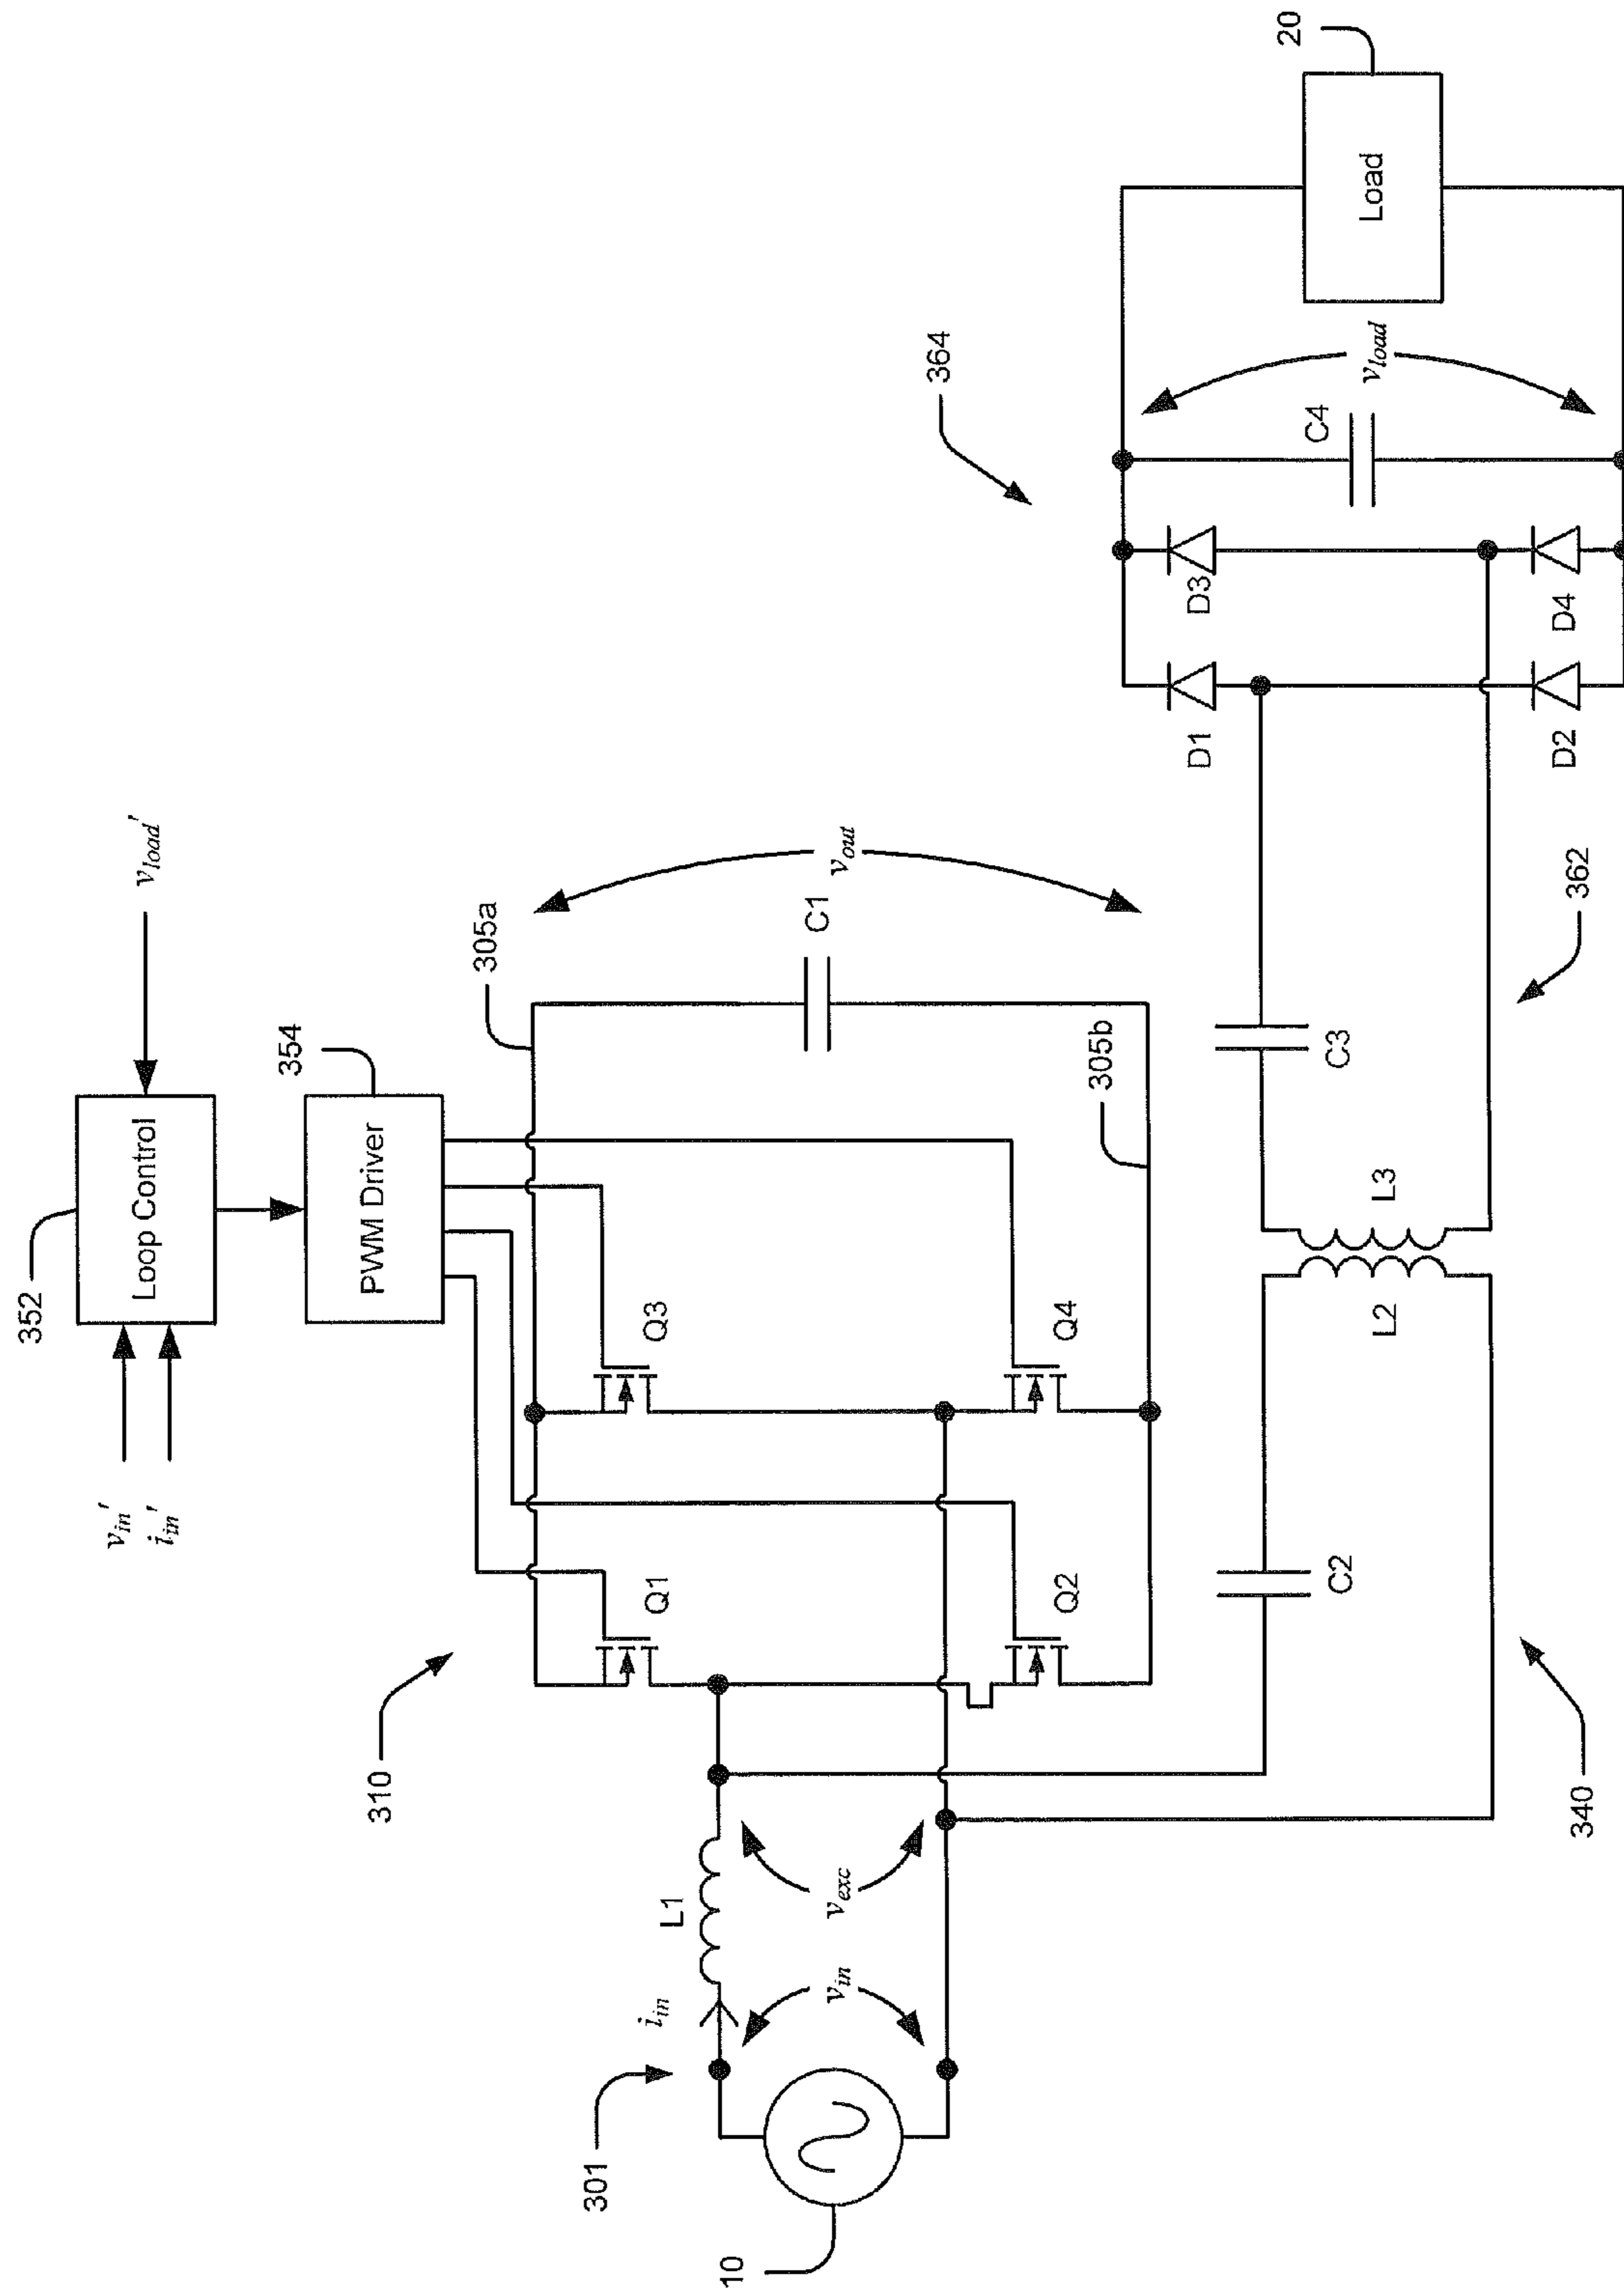 352
Loop Control
v_load'
v_in'
i_in'
354
PWM Driver
305a
310
Q1
Q3
C1
v_out
301
i_in
L1
10
v_in
v_exc
Q2
Q4
305b
364
20
340
C2
L2
L3
C3
362
D1
D3
C4
v_load
Load
D2
D4